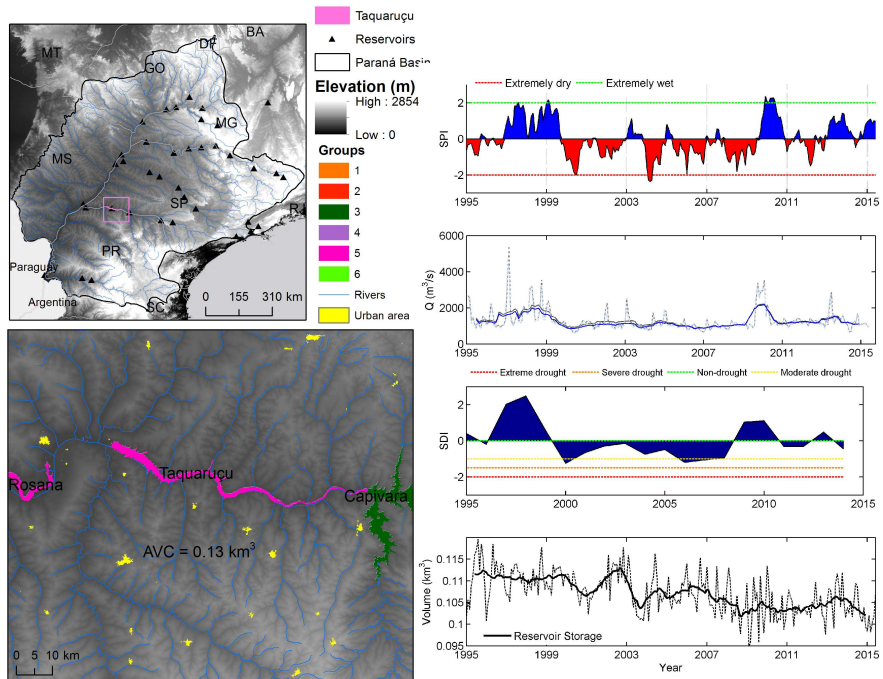 Taquaruçu
Reservoirs
Paraná Basin
Elevation (m)
High : 2854
Low : 0
Groups
1
2
3
4
5
6
Rivers
Urban area
MT
GO
DF
BA
MG
MS
SP
R
PR
SC
Paraguay
Argentina
0 155 310 km
Rosana
Taquaruçu
Capivara
AVC = 0.13 km³
0 5 10 km
Extremely dry Extremely wet
SPI
2
0
-2
1995 1999 2003 2007 2011 2015
Q (m³/s)
6000
4000
2000
0
1995 1999 2003 2007 2011 2015
Extreme drought Severe drought Non-drought Moderate drought
SDI
2
0
-2
1995 2000 2005 2010 2015
Volume (km³)
0.115
0.11
0.105
0.1
0.095
Reservoir Storage
1995 1999 2003 2007 2011 2015
Year